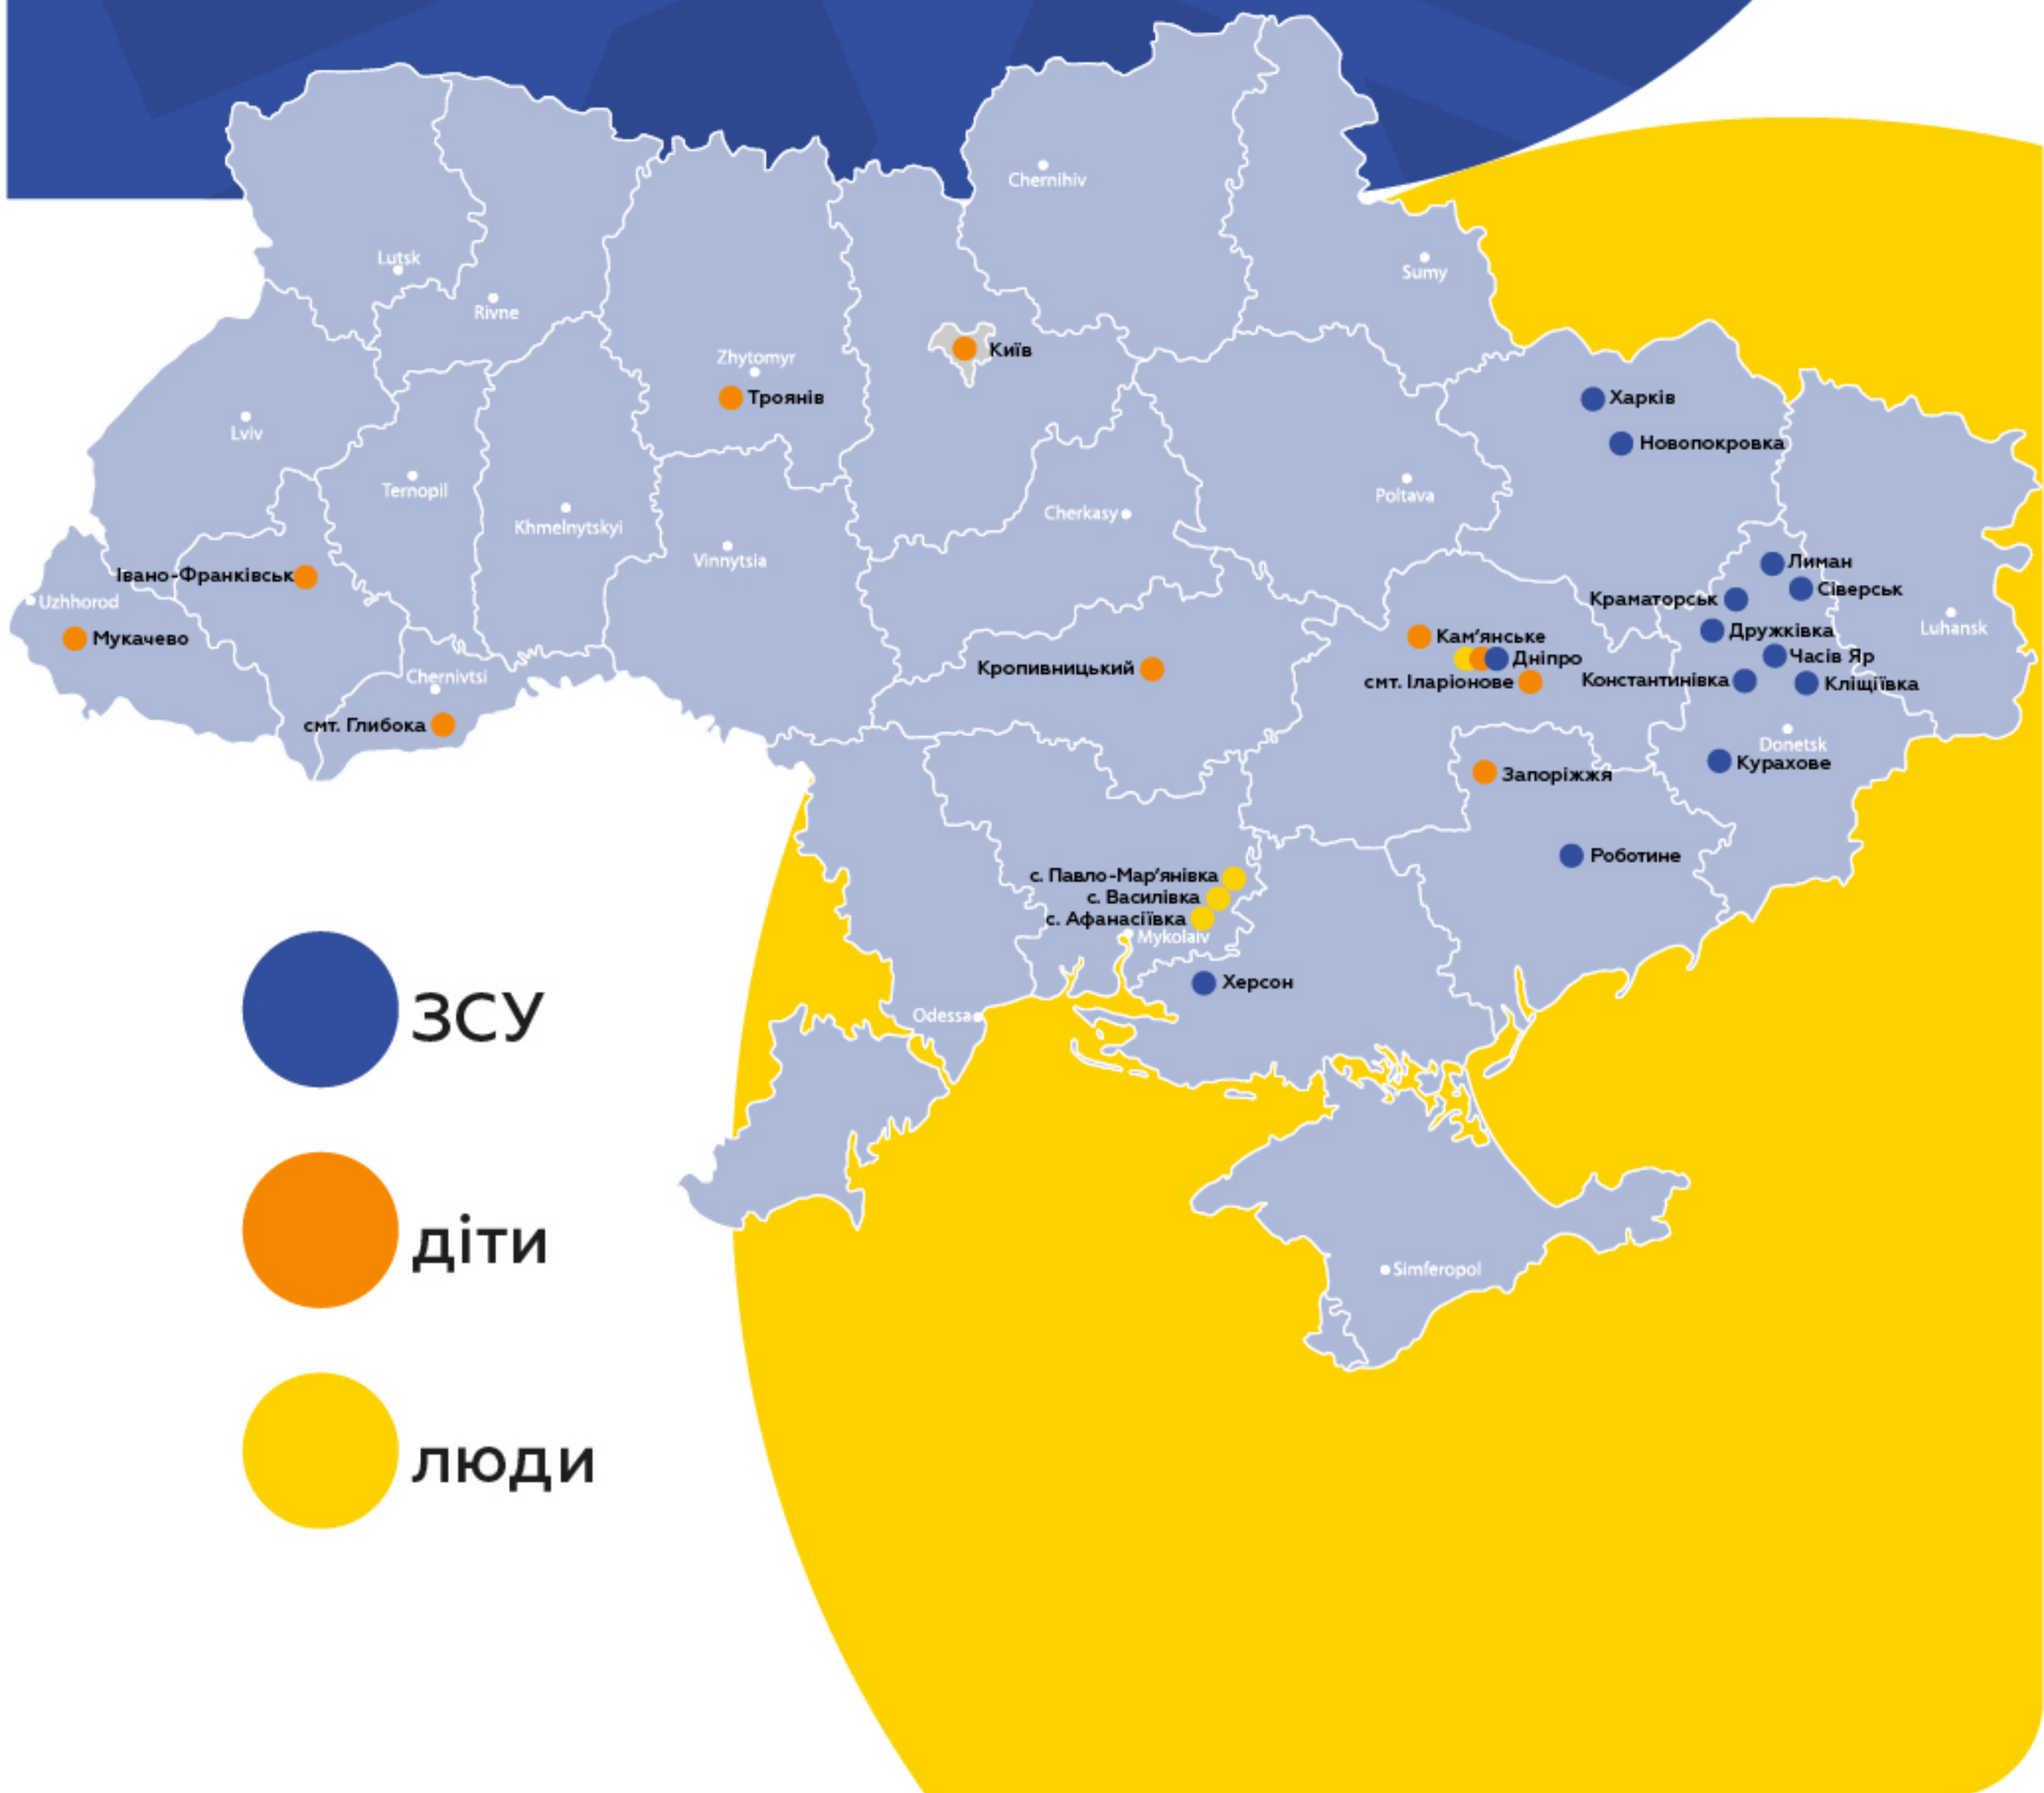 Chernihiv
Lutsk
Sumy
Rivne
Київ
Zhytomyr
Троянів
Харків
Lviv
Новопокровка
Ternopil
Poltava
Cherkasy
Khmelnytskyi
Vinnytsia
Лиман
Івано-Франківськ
Сіверськ
Краматорськ
Uzhhorod
Luhansk
Дружківка
Мукачево
Кам'янське
Часів Яр
Дніпро
Кропивницький
Chernivtsi
смт. Іларіонове
Константинівка
Кліщіївка
смт. Глибока
Donetsk
Курахове
Запоріжжя
Роботине
с. Павло-Мар'янівка
с. Василівка
с. Афанасіївка
Mykolaiv
Херсон
Odessa
ЗСУ
діти
Simferopol
люди